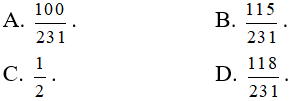 A. 100/231 . B. 115/231 .
C. 1/2 . D. 118/231 .